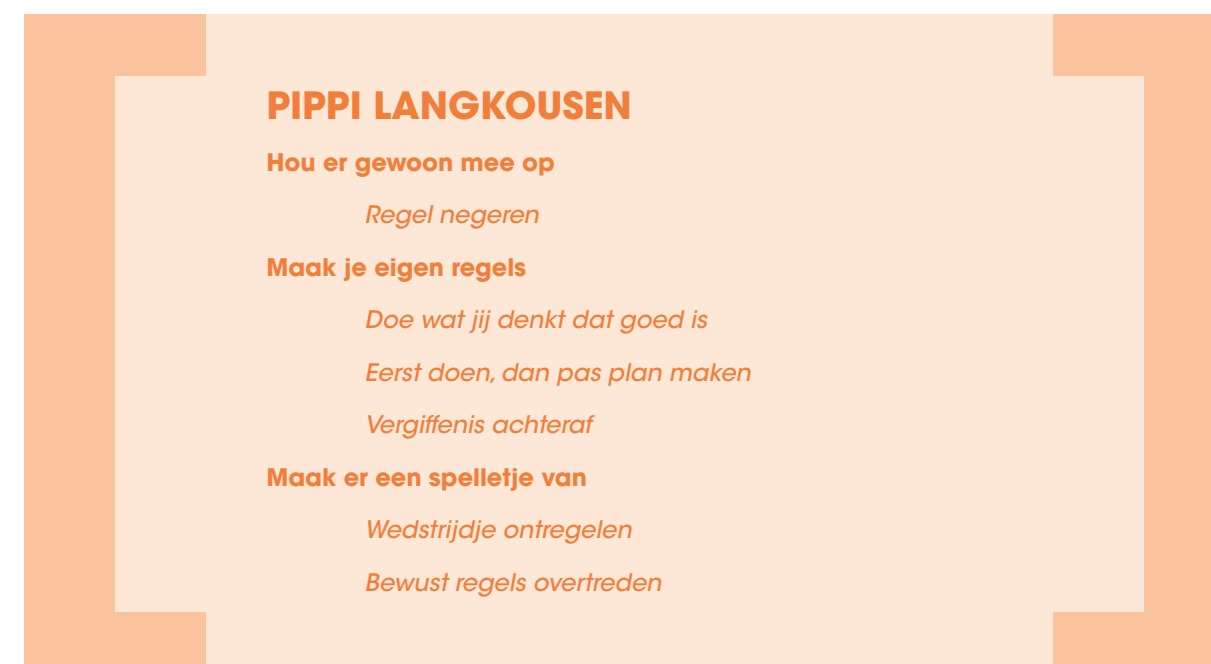 PIPPI LANGKOUSEN
Hou er gewoon mee op
Regel negeren
Maak je eigen regels
Doe wat jij denkt dat goed is
Eerst doen, dan pas plan maken
Vergiffenis achteraf
Maak er een spelletje van
Wedstrijdje ontregelen
Bewust regels overtreden